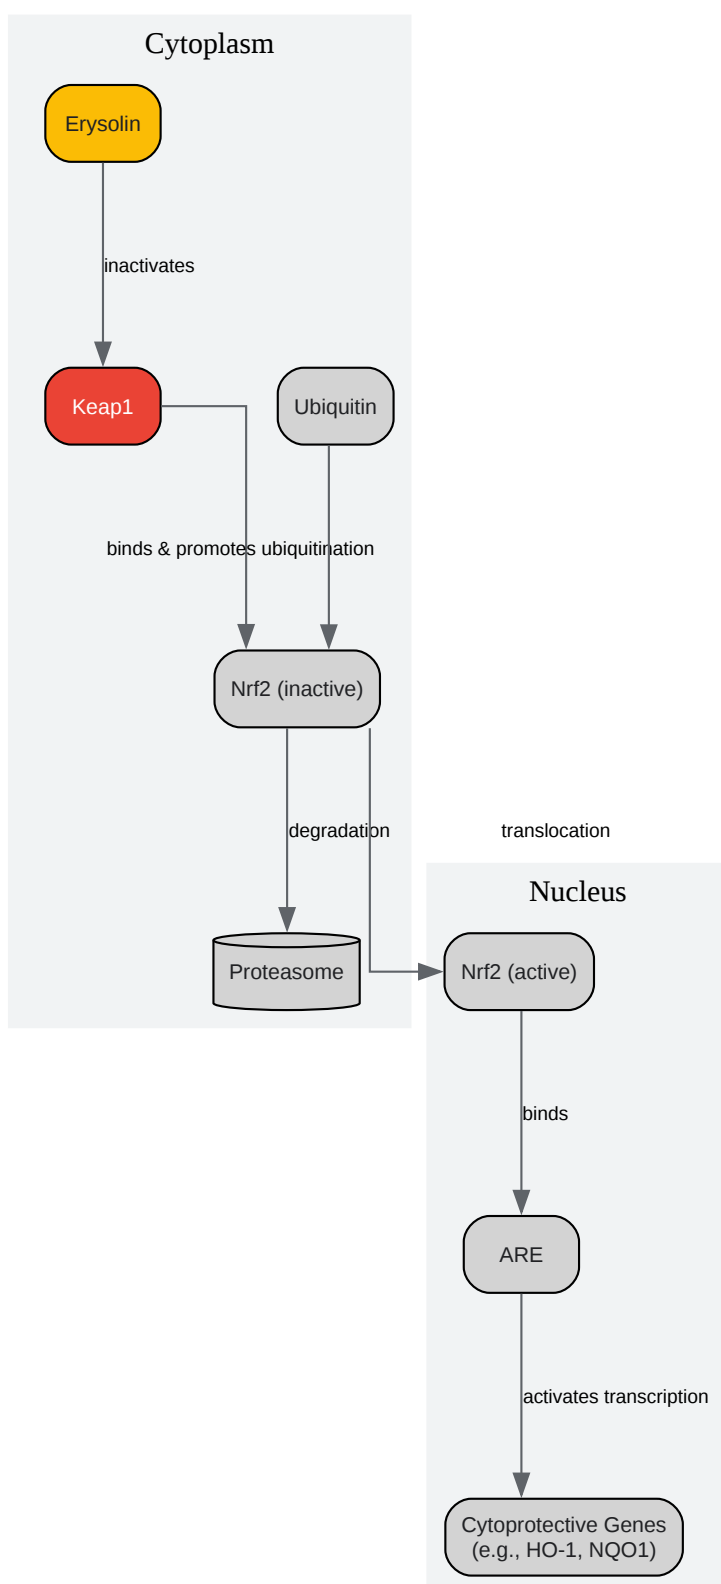 Cytoplasm
Erysolin
inactivates
Keap1
Ubiquitin
binds & promotes ubiquitination
Nrf2 (inactive)
degradation
translocation
Nucleus
Proteasome
Nrf2 (active)
binds
ARE
activates transcription
Cytoprotective Genes
(e.g., HO-1, NQO1)